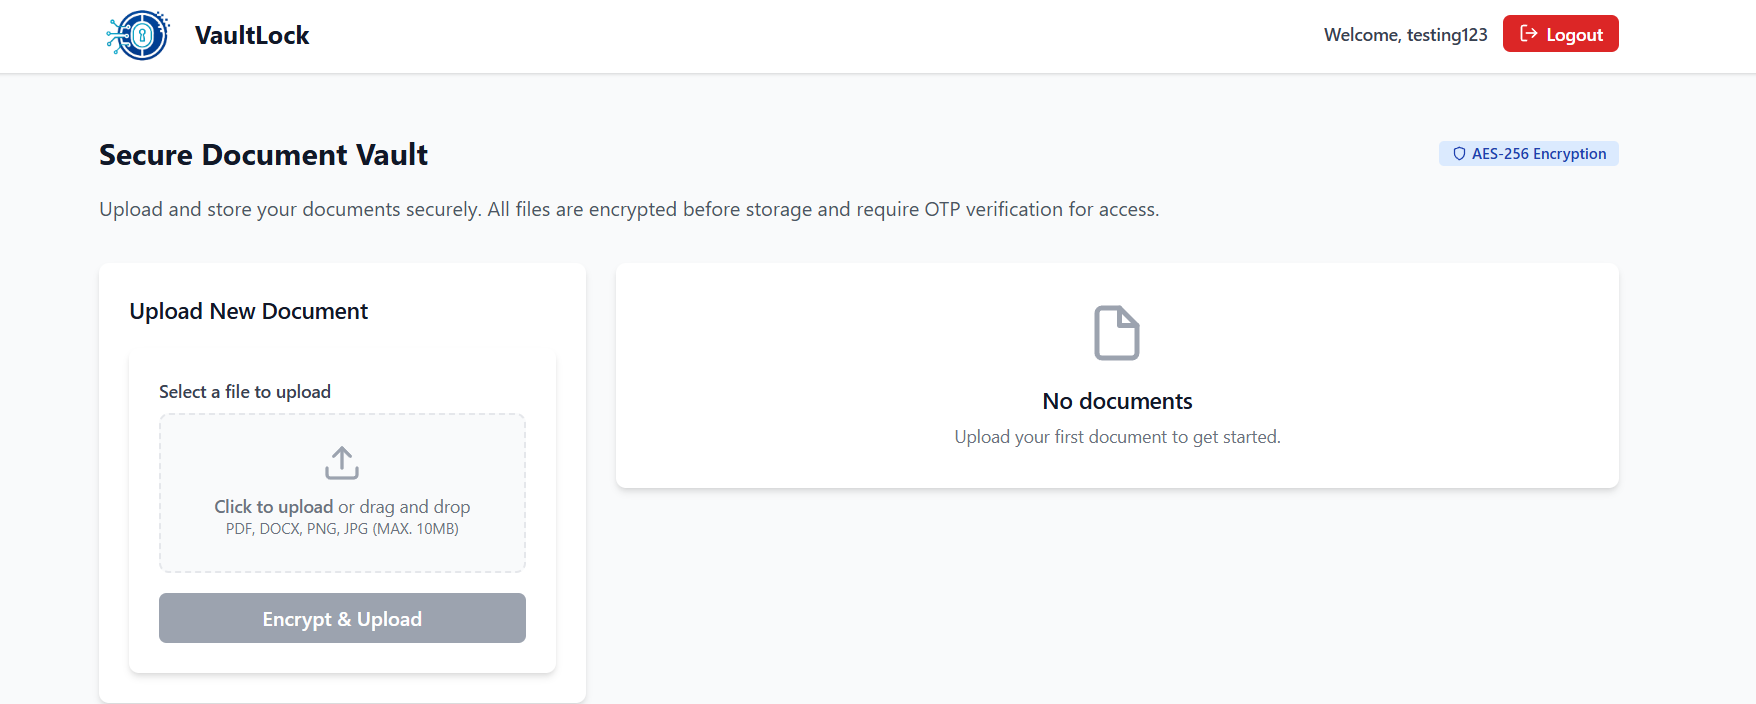 VaultLock
Welcome, testing123
Logout
Secure Document Vault
AES-256 Encryption
Upload and store your documents securely. All files are encrypted before storage and require OTP verification for access.
Upload New Document
Select a file to upload
Click to upload or drag and drop
PDF, DOCX, PNG, JPG (MAX. 10MB)
Encrypt & Upload
No documents
Upload your first document to get started.